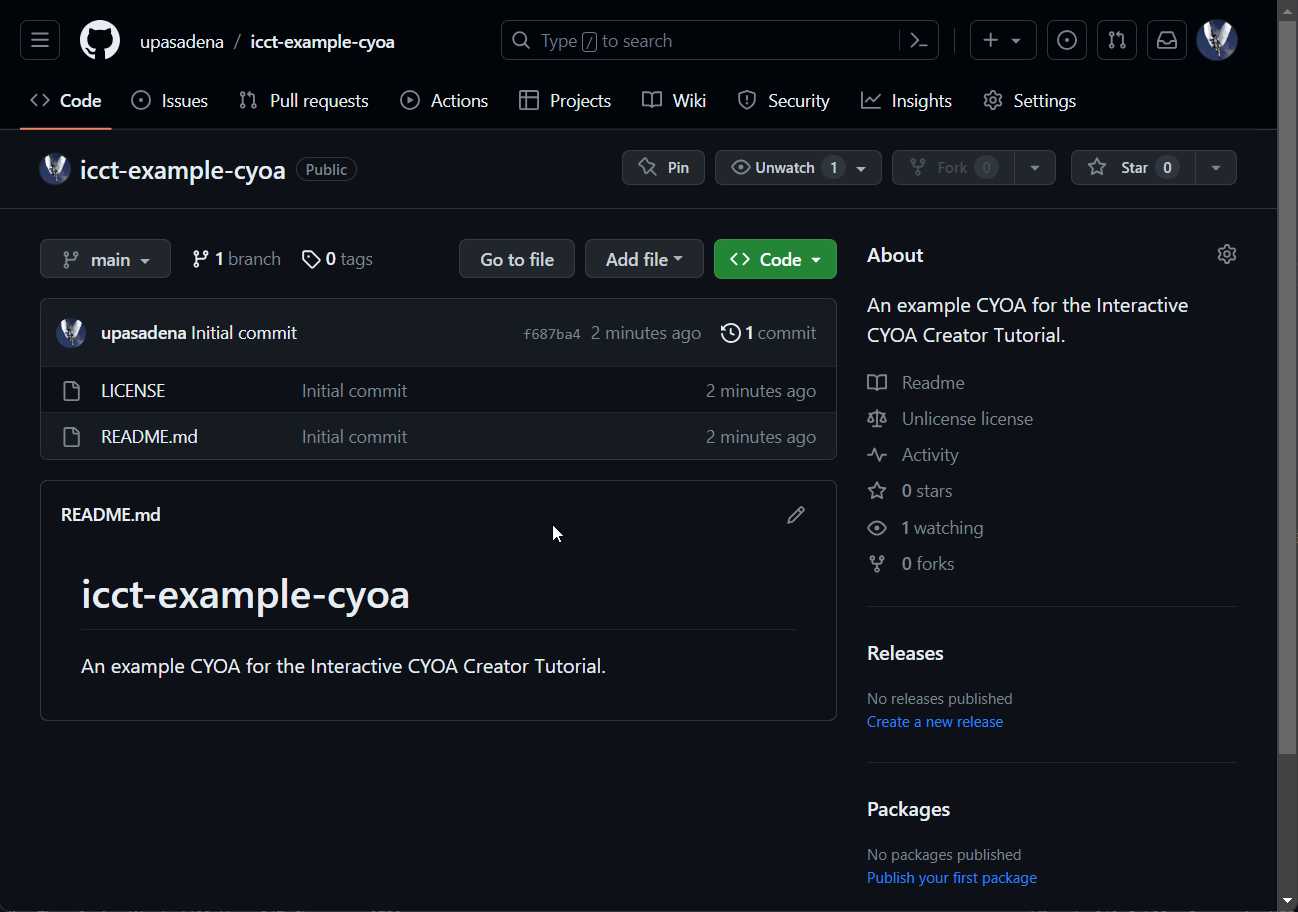 upasadena / icct-example-cyoa
Type / to search
Code Issues Pull requests Actions Projects Wiki Security Insights Settings
icct-example-cyoa Public
Pin Unwatch 1 Fork 0 Star 0
main 1 branch 0 tags Go to file Add file Code
upasadena Initial commit f687ba4 2 minutes ago 1 commit
LICENSE Initial commit 2 minutes ago
README.md Initial commit 2 minutes ago
README.md
icct-example-cyoa
An example CYOA for the Interactive CYOA Creator Tutorial.
About
An example CYOA for the Interactive
CYOA Creator Tutorial.
Readme
Unlicense license
Activity
0 stars
1 watching
0 forks
Releases
No releases published
Create a new release
Packages
No packages published
Publish your first package